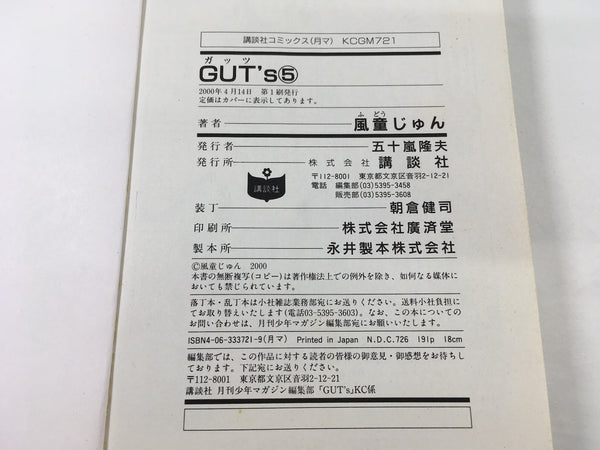 講談社コミックス(月マ) KCGM721
ガッツ
GUT's⑤
2000年4月14日　第1刷発行
定価はカバーに表示してあります。
ふどう
著者 風童じゅん
発行者 五十嵐隆夫
発行所 株式会社 講談社
〒112-8001 東京都文京区音羽2-12-21
電話 編集部(03)5395-3458
販売部(03)5395-3608
講談社
装丁 朝倉健司
印刷所 株式会社廣済堂
製本所 永井製本株式会社
©風童じゅん 2000
本書の無断複写(コピー)は著作権法上での例外を除き、如何なる媒体に
おいても禁じられています。
落丁本・乱丁本は小社雑誌業務部宛にお送りください。送料小社負担に
てお取り替えいたします(電話03-5395-3603)。なお、この本についての
お問い合わせは、月刊少年マガジン編集部宛にお願いいたします。
ISBN4-06-333721-9(月マ) Printed in Japan N.D.C.726 191p 18cm
編集部では、この作品に対する読者の皆様の御意見・御感想をお待ちし
ております。下記宛にお送りください。
〒112-8001 東京都文京区音羽2-12-21
講談社 月刊少年マガジン編集部「GUT's」KC係